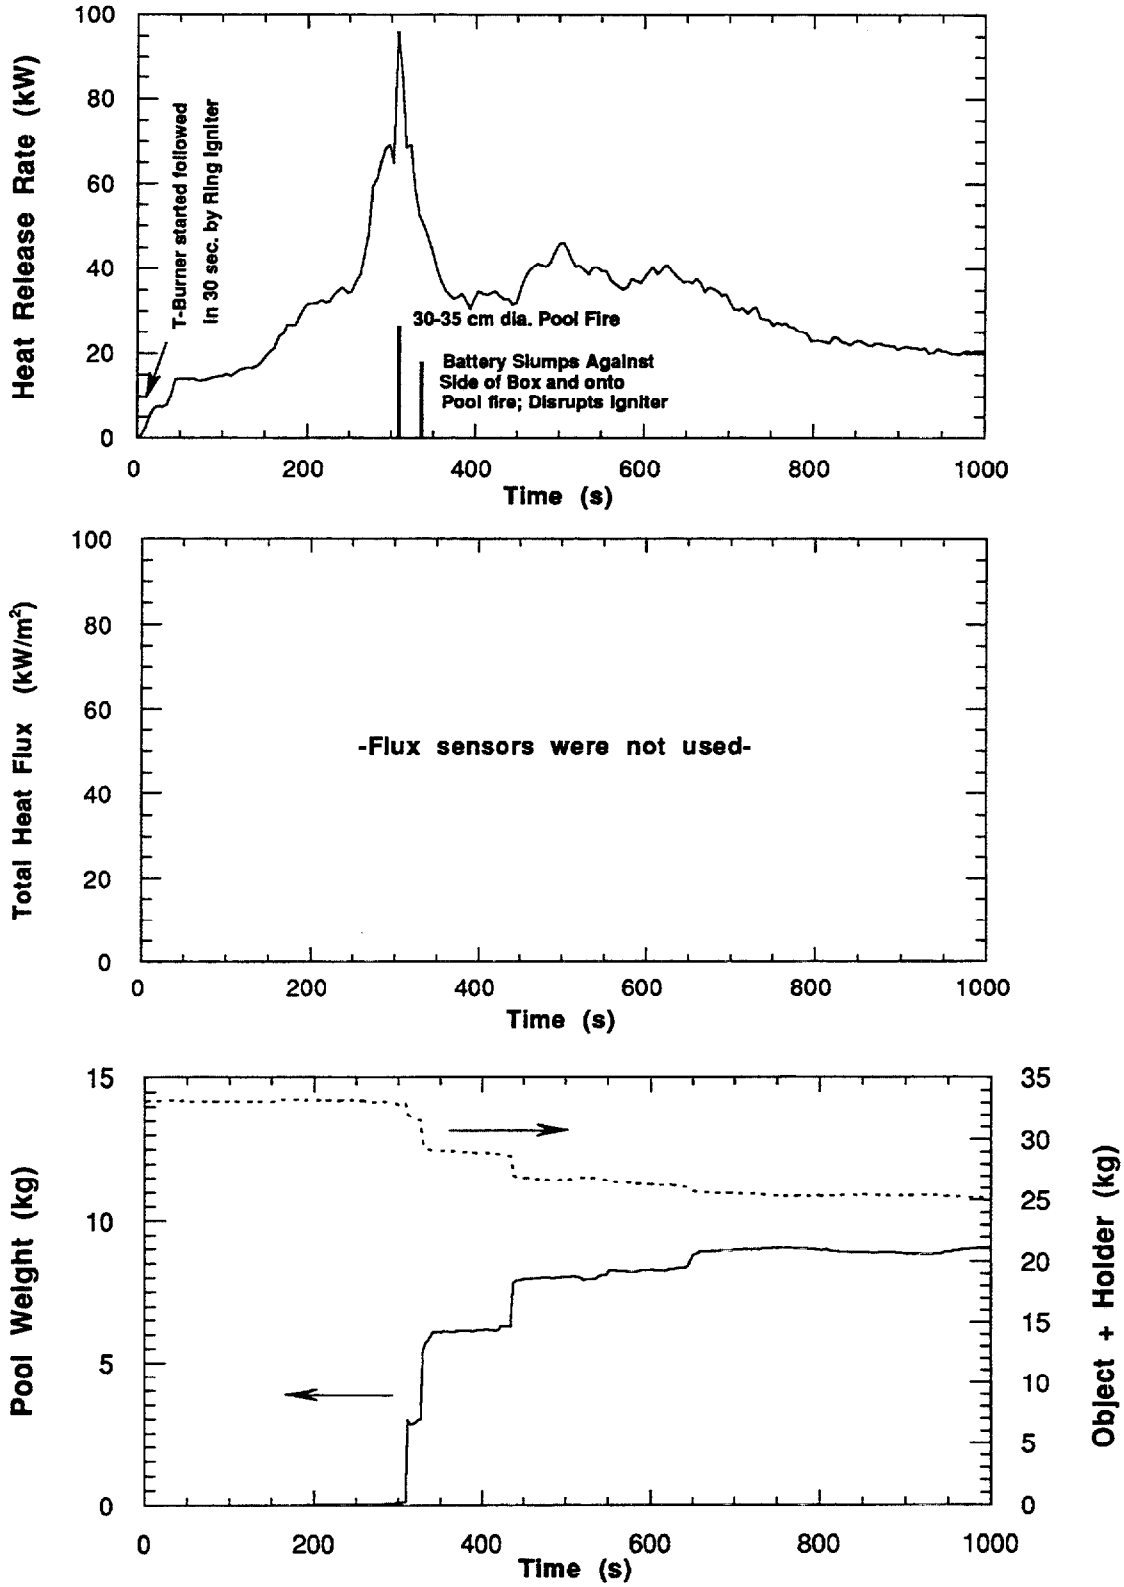 Heat Release Rate (kW)
100
80
60
40
20
0
T-Burner started followed
in 30 sec. by Ring Igniter
30-35 cm dia. Pool Fire
Battery Slumps Against
Side of Box and onto
Pool fire; Disrupts Igniter
0 200 400 600 800 1000
Time (s)
Total Heat Flux (kW/m²)
100
80
60
40
20
0
-Flux sensors were not used-
0 200 400 600 800 1000
Time (s)
Pool Weight (kg)
15
10
5
0
35
30
25
20
15
10
5
0
Object + Holder (kg)
0 200 400 600 800 1000
Time (s)